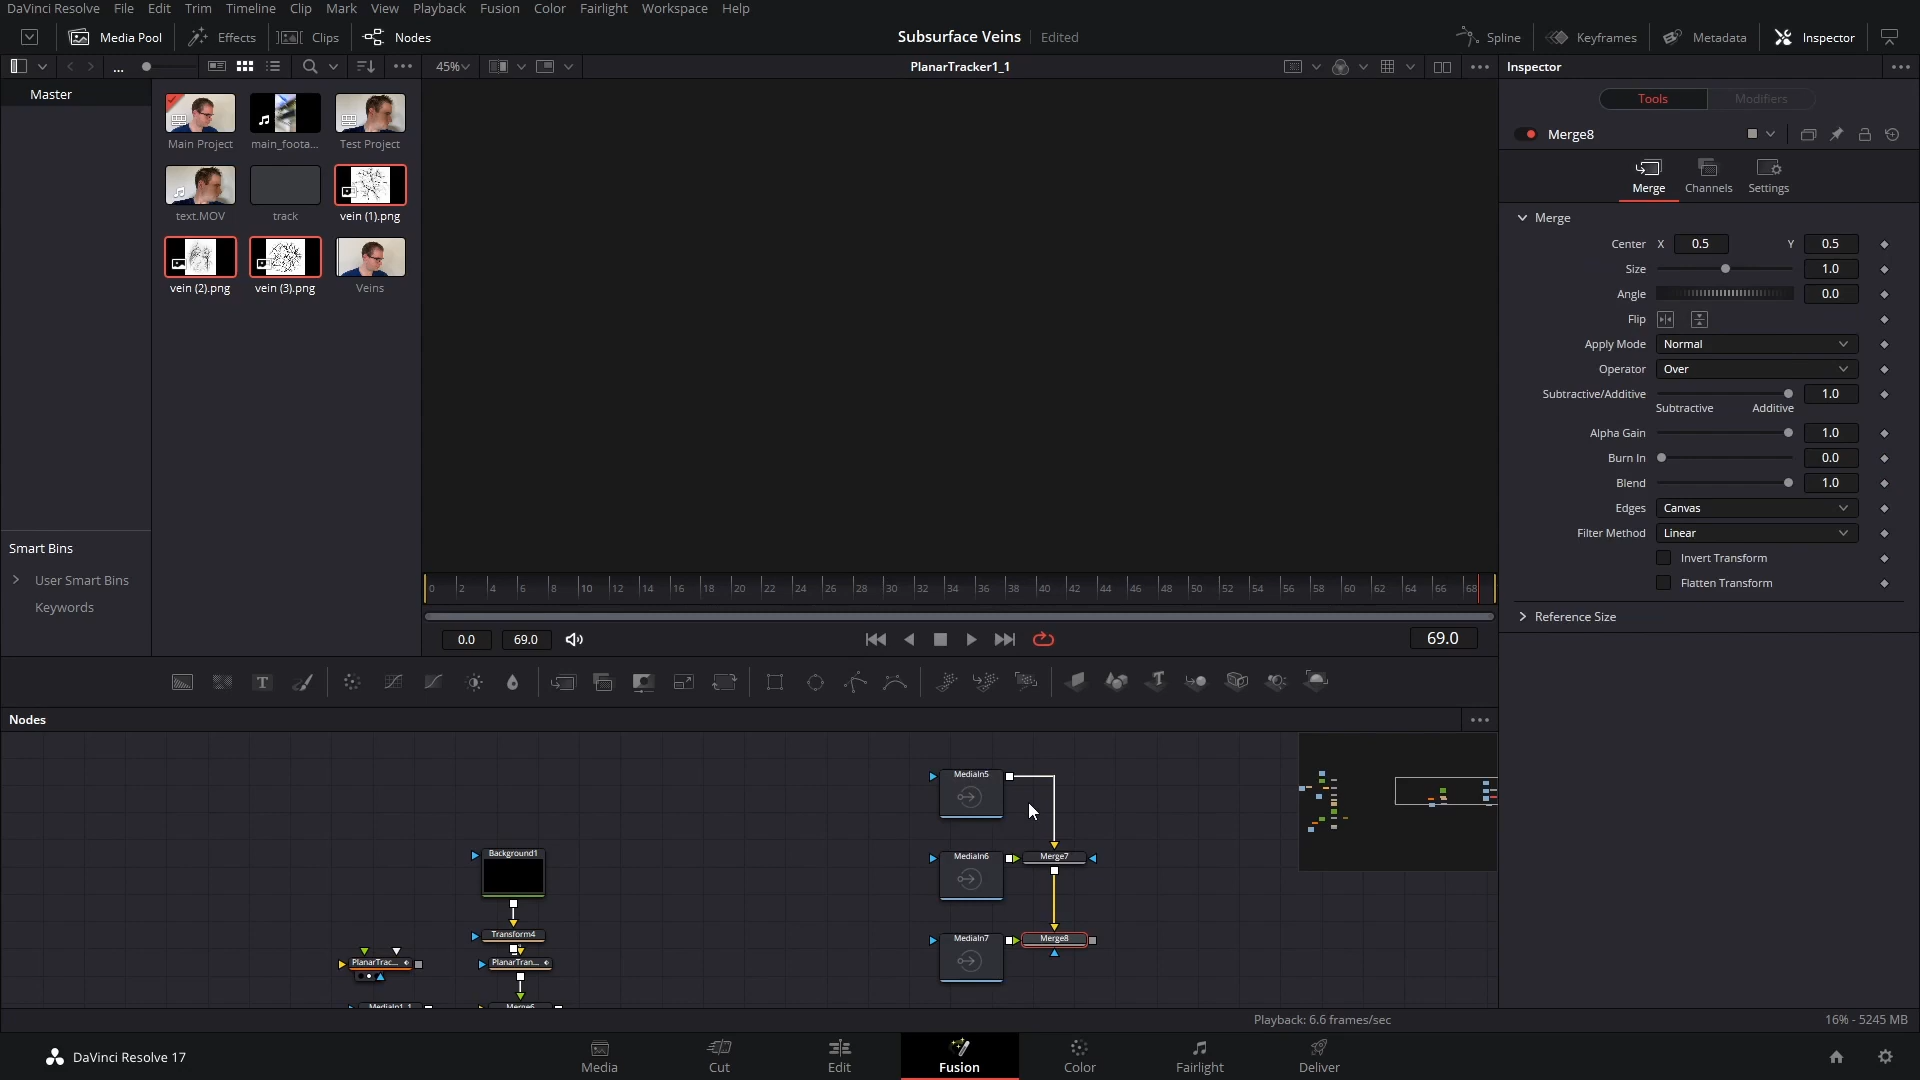 DaVinci Resolve File Edit Trim Timeline Clip Mark View Playback Fusion Color Fairlight Workspace Help
Media Pool Effects Clips Nodes Subsurface Veins Edited Spline Keyframes Metadata Inspector
... 45% PlanarTracker1_1 Inspector
Master
Tools Modifiers
Merge8
Main Project main_foota... Test Project
Merge Channels Settings
text.MOV track vein (1).png
Merge
Center X 0.5 Y 0.5
Size 1.0
vein (2).png vein (3).png Veins
Angle 0.0
Flip
Apply Mode Normal
Operator Over
Subtractive/Additive 1.0
Subtractive Additive
Alpha Gain 1.0
Burn In 0.0
Blend 1.0
Edges Canvas
Filter Method Linear
Invert Transform
Flatten Transform
Reference Size
Smart Bins
User Smart Bins
Keywords
0 2 4 6 8 10 12 14 16 18 20 22 24 26 28 30 32 34 36 38 40 42 44 46 48 50 52 54 56 58 60 62 64 66 68
0.0 69.0 69.0
Nodes
MediaIn5
Background1
MediaIn6 Merge7
Transform4
MediaIn7 Merge8
PlanarTrac... PlanarTran...
MediaIn1_1 Merge6
Playback: 6.6 frames/sec 16% - 5245 MB
DaVinci Resolve 17
Media Cut Edit Fusion Color Fairlight Deliver